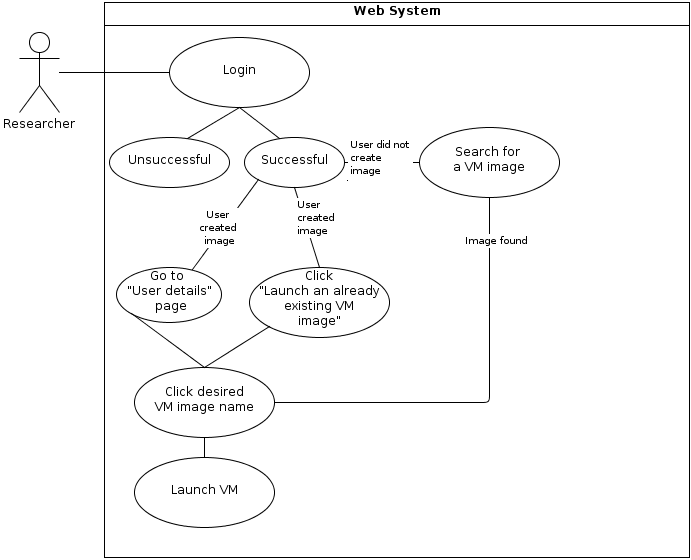 Web System
Login
Researcher
Unsuccessful
Successful
User did not
create
image
Search for
a VM image
User
created
image
User
created
image
Image found
Go to
"User details"
page
Click
"Launch an already
existing VM
image"
Click desired
VM image name
Launch VM